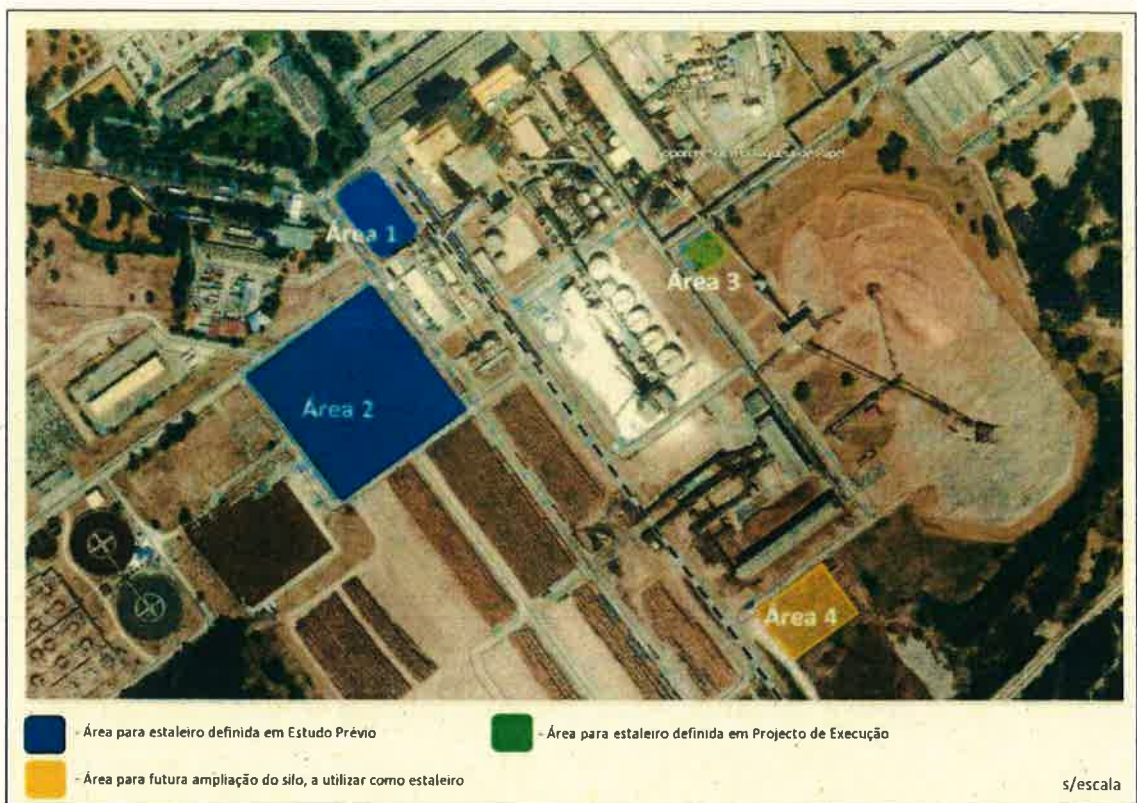 Área 1
Área 3
Área 2
Área 4
- Área para estaleiro definida em Estudo Prévio
- Área para estaleiro definida em Projecto de Execução
- Área para futura ampliação do silo, a utilizar como estaleiro
s/escala